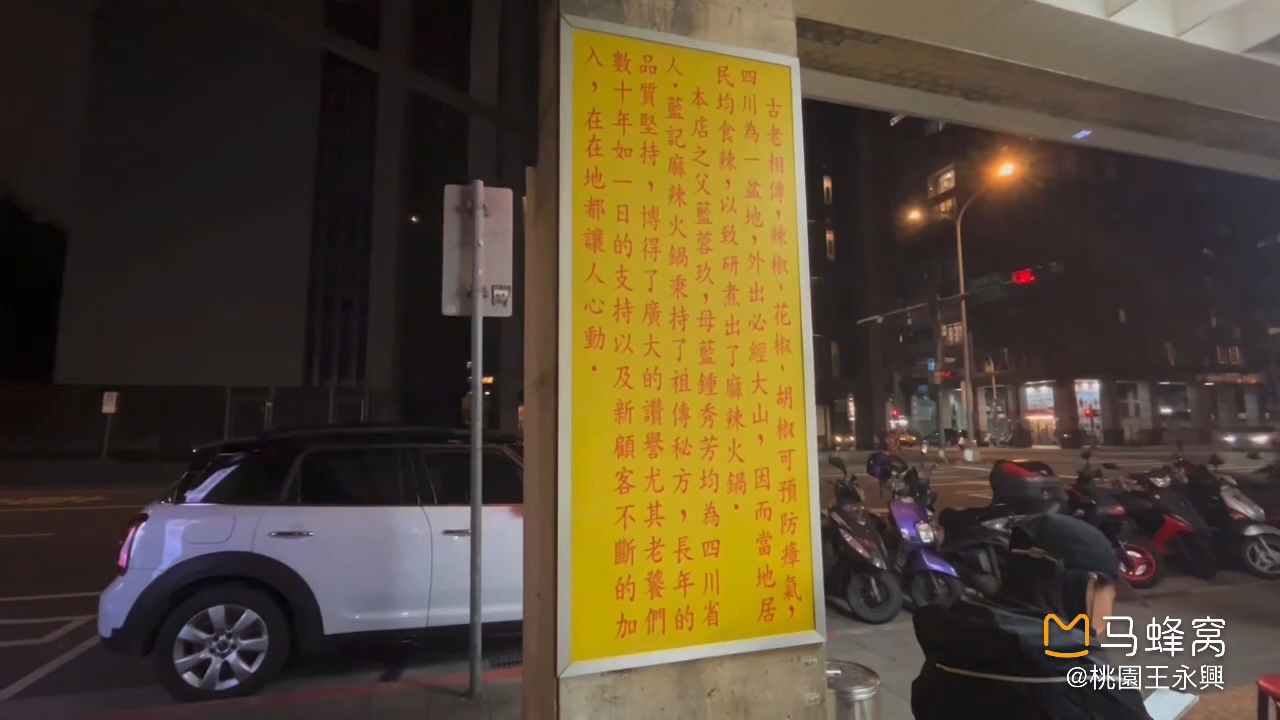 古老相傳，辣椒、花椒、胡椒可預防瘴氣，
四川為一盆地，外出必經大山，因而當地居
民均食辣，以致研煮出了麻辣火鍋．
本店之父藍蓉玖，母藍鍾秀芳均為四川省
人．藍記麻辣火鍋秉持了祖傳秘方，長年的
品質堅持，博得了廣大的讚譽尤其老饕們
數十年如一日的支持以及新顧客不斷的加
入，在在地都讓人心動．
马蜂窝
@桃園王永興